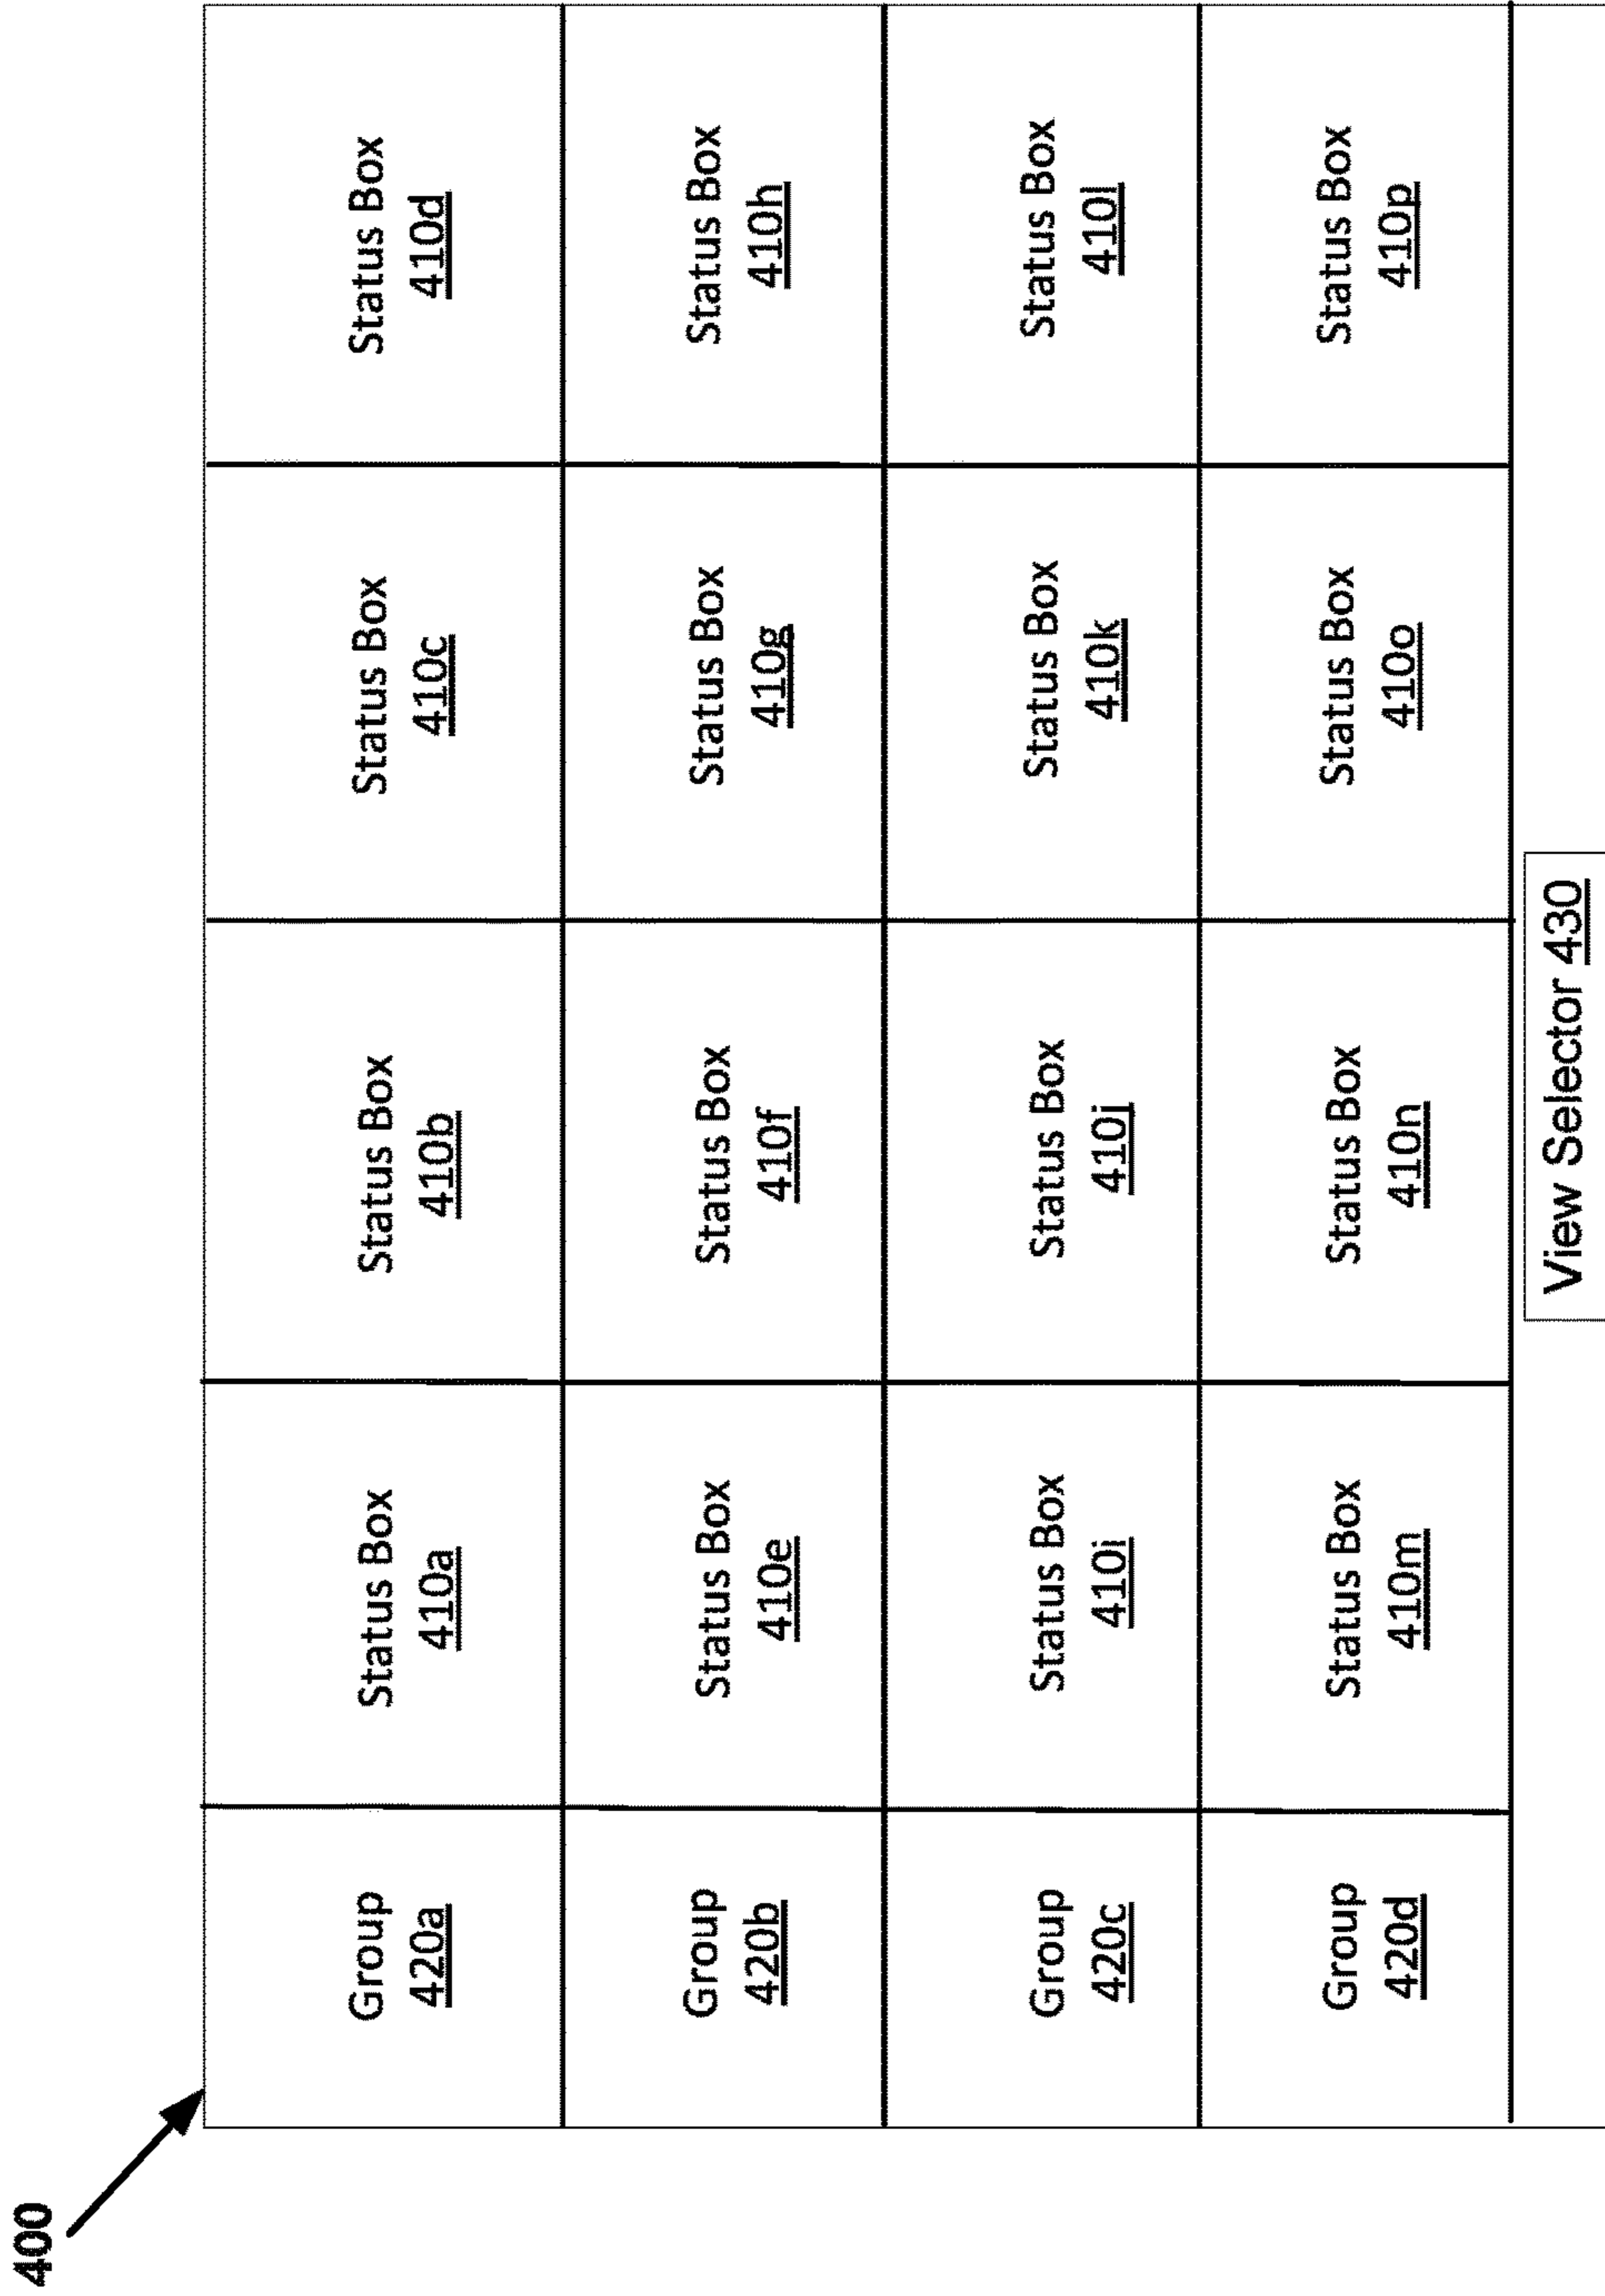 400
Group
420a
Status Box
410a
Status Box
410b
Status Box
410c
Status Box
410d
Group
420b
Status Box
410e
Status Box
410f
Status Box
410g
Status Box
410h
Group
420c
Status Box
410i
Status Box
410j
Status Box
410k
Status Box
410l
Group
420d
Status Box
410m
Status Box
410n
Status Box
410o
Status Box
410p
View Selector 430